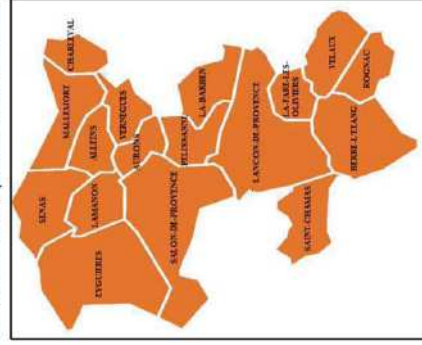 CHARLEVAL
MALLEMORT
SENAS
ALLEINS
VERNEGUES
LAMANON
AURONS
EYGUIERES
SALON-DE-PROVENCE
PELISSANNE
LA-BARBEN
LANCON-DE-PROVENCE
LA-FARE-LES-
OLIVIERS
VELAUX
ROGNAC
BERRE-L'ETANG
SAINT-CHAMAS